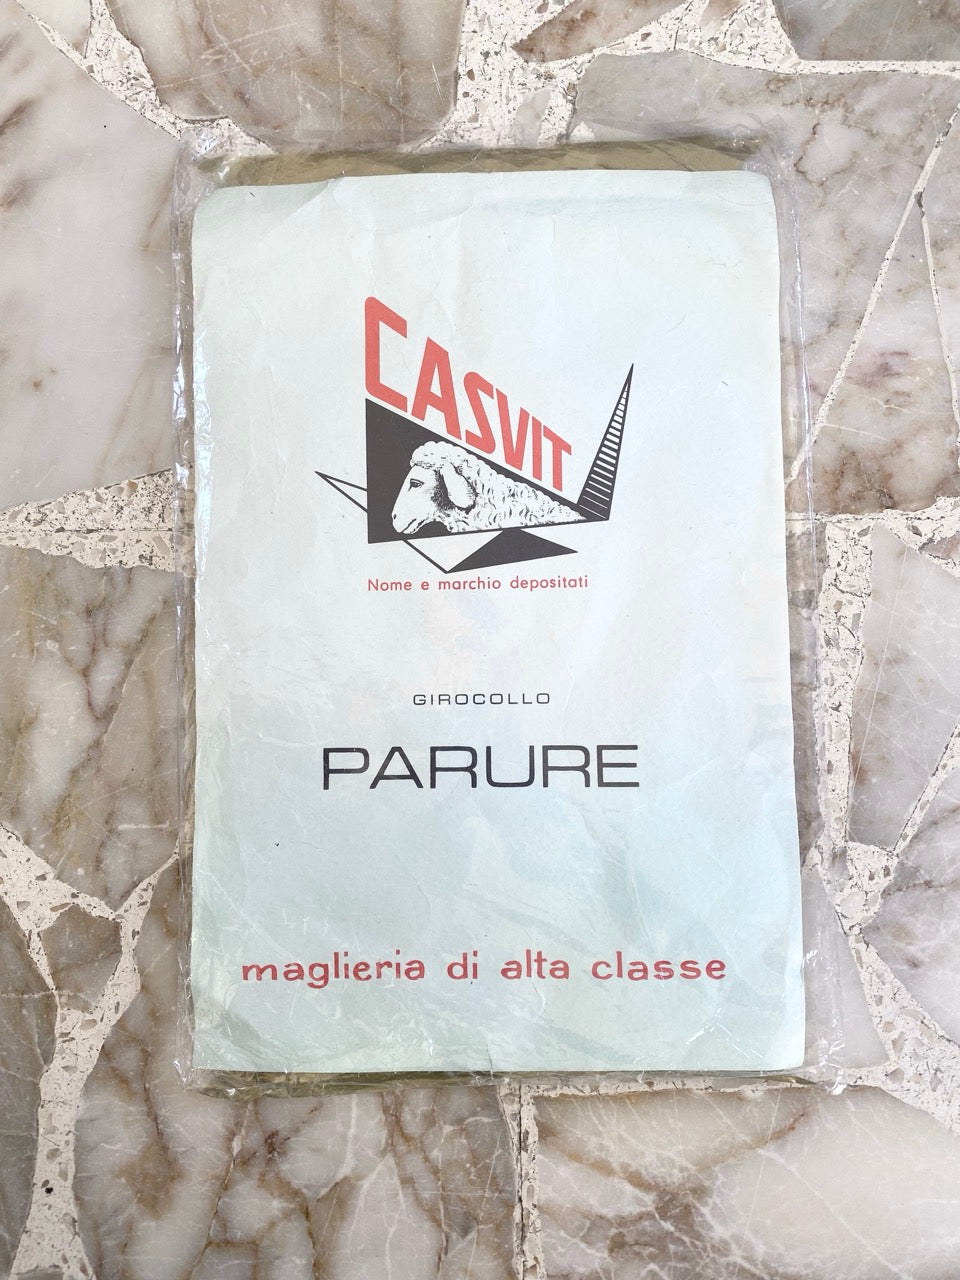 CASVIT
Nome e marchio depositati
GIROCOLLO
PARURE
maglieria di alta classe